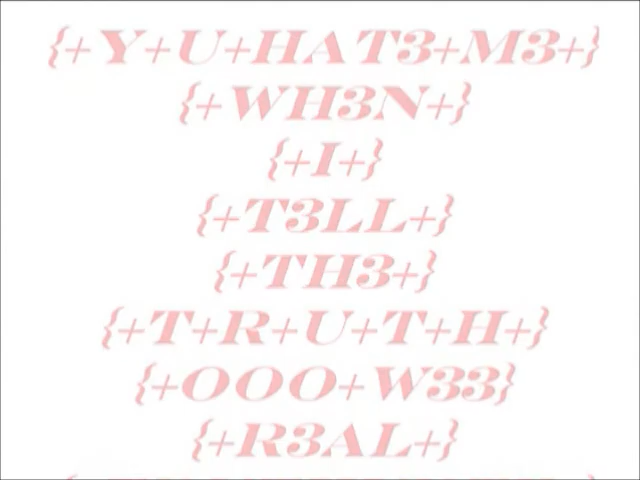 {+Y+U+HAT3+M3+}
{+WH3N+}
{+I+}
{+T3LL+}
{+TH3+}
{+T+R+U+T+H+}
{+OOO+W33}
{+R3AL+}